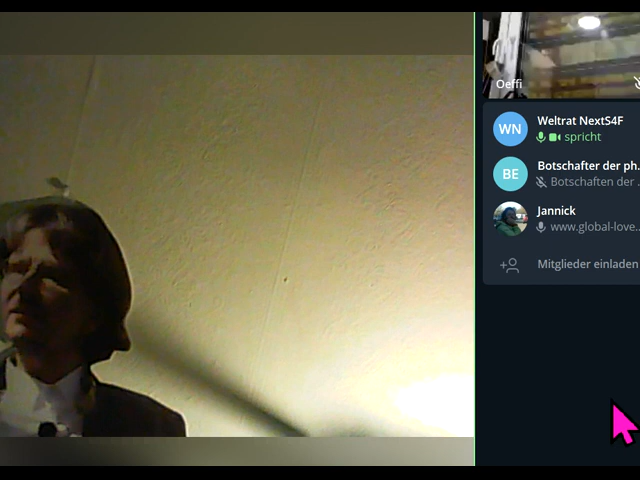 Oeffi
WN
Weltrat NextS4F
spricht
BE
Botschafter der ph...
Botschaften der ...
Jannick
www.global-love...
Mitglieder einladen